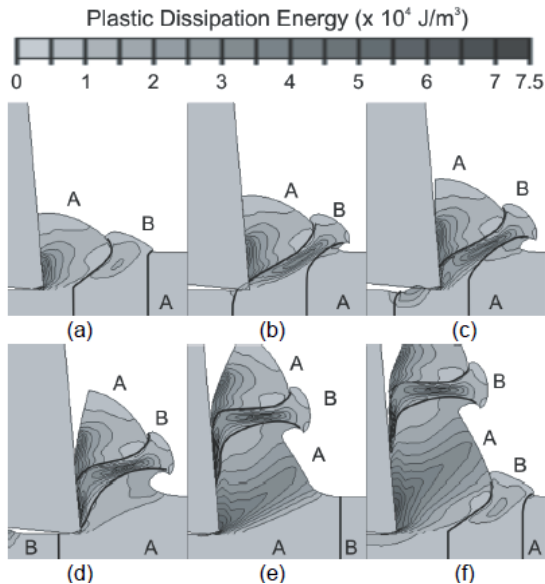 Plastic Dissipation Energy (x 10⁴ J/m³)
0 1 2 3 4 5 6 7 7.5
A B A
A B A
A B A
(a) (b) (c)
A B B A
A B A A B
A B A B
(d) (e) (f)